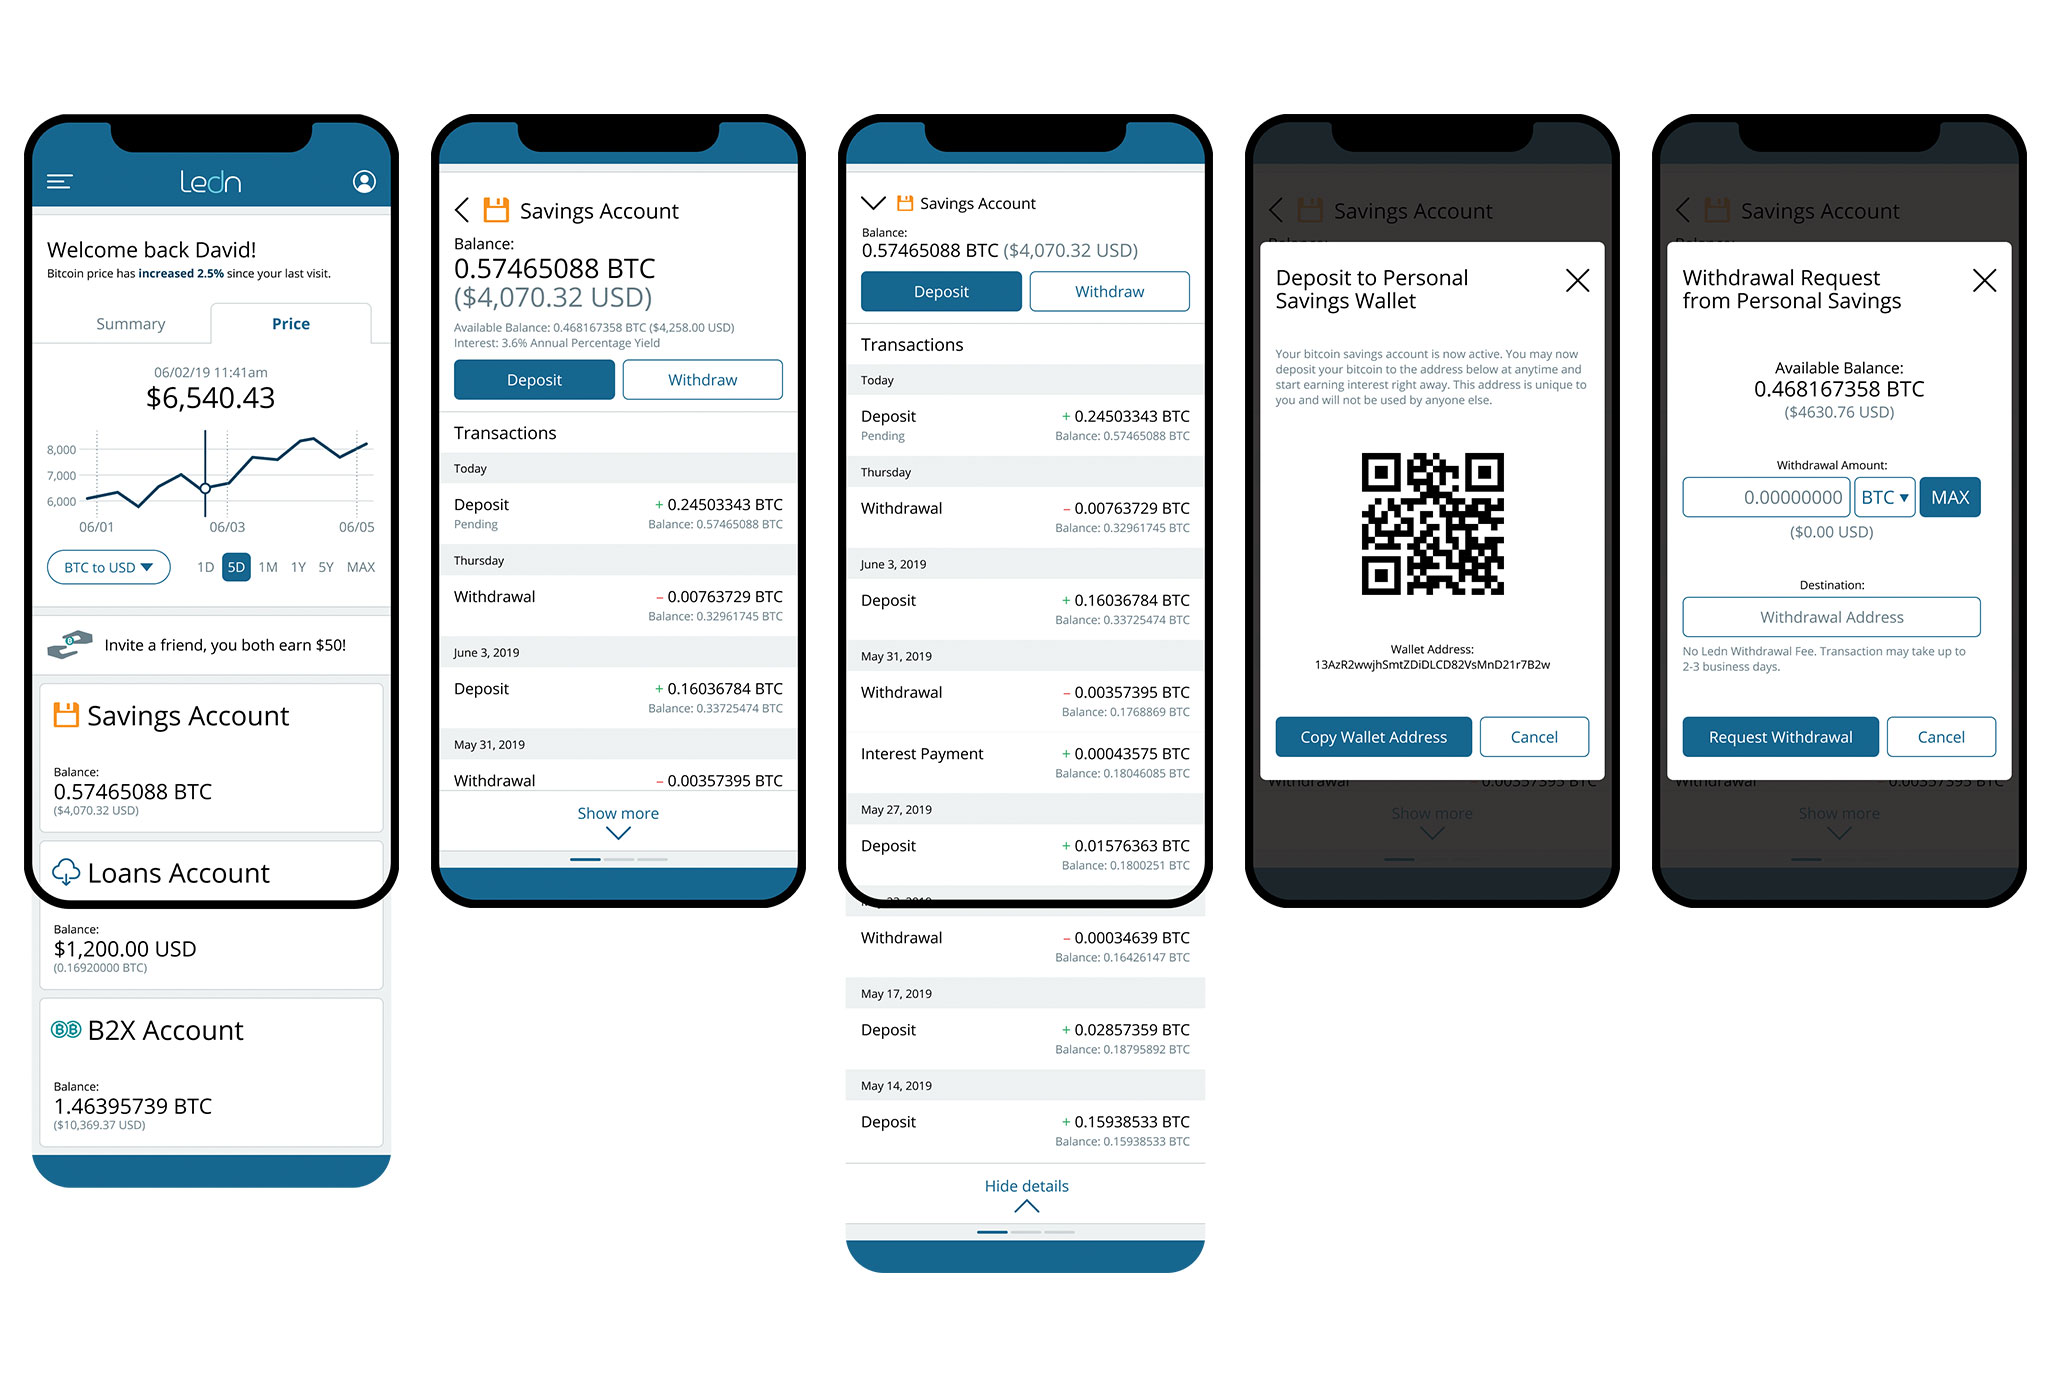 ledn
Welcome back David!
Bitcoin price has increased 2.5% since your last visit.
Summary
Price
06/02/19 11:41am
$6,540.43
8,000
7,000
6,000
06/01
06/03
06/05
BTC to USD
1D
5D
1M
1Y
5Y
MAX
Invite a friend, you both earn $50!
Savings Account
Balance:
0.57465088 BTC
($4,070.32 USD)
Loans Account
Balance:
$1,200.00 USD
(0.16920000 BTC)
B2X Account
Balance:
1.46395739 BTC
($10,369.37 USD)
Savings Account
Balance:
0.57465088 BTC
($4,070.32 USD)
Available Balance: 0.468167358 BTC ($4,258.00 USD)
Interest: 3.6% Annual Percentage Yield
Deposit
Withdraw
Transactions
Today
Deposit + 0.24503343 BTC
Pending Balance: 0.57465088 BTC
Thursday
Withdrawal – 0.00763729 BTC
Balance: 0.32961745 BTC
June 3, 2019
Deposit + 0.16036784 BTC
Balance: 0.33725474 BTC
May 31, 2019
Withdrawal – 0.00357395 BTC
Show more
Savings Account
Balance:
0.57465088 BTC ($4,070.32 USD)
Deposit
Withdraw
Transactions
Today
Deposit + 0.24503343 BTC
Pending Balance: 0.57465088 BTC
Thursday
Withdrawal – 0.00763729 BTC
Balance: 0.32961745 BTC
June 3, 2019
Deposit + 0.16036784 BTC
Balance: 0.33725474 BTC
May 31, 2019
Withdrawal – 0.00357395 BTC
Balance: 0.1768869 BTC
Interest Payment + 0.00043575 BTC
Balance: 0.18046085 BTC
May 27, 2019
Deposit + 0.01576363 BTC
Balance: 0.1800251 BTC
Withdrawal – 0.00034639 BTC
Balance: 0.16426147 BTC
May 17, 2019
Deposit + 0.02857359 BTC
Balance: 0.18795892 BTC
May 14, 2019
Deposit + 0.15938533 BTC
Balance: 0.15938533 BTC
Hide details
Savings Account
Deposit to Personal
Savings Wallet
Your bitcoin savings account is now active. You may now
deposit your bitcoin to the address below at anytime and
start earning interest right away. This address is unique to
you and will not be used by anyone else.
Wallet Address:
13AzR2wwjhSmtZDiDLCD82VsMnD21r7B2w
Copy Wallet Address
Cancel
Withdrawal 0.00357395 BTC
Show more
Savings Account
Withdrawal Request
from Personal Savings
Available Balance:
0.468167358 BTC
($4630.76 USD)
Withdrawal Amount:
0.00000000
BTC
MAX
($0.00 USD)
Destination:
Withdrawal Address
No Ledn Withdrawal Fee. Transaction may take up to
2-3 business days.
Request Withdrawal
Cancel
Withdrawal 0.00357395 BTC
Show more